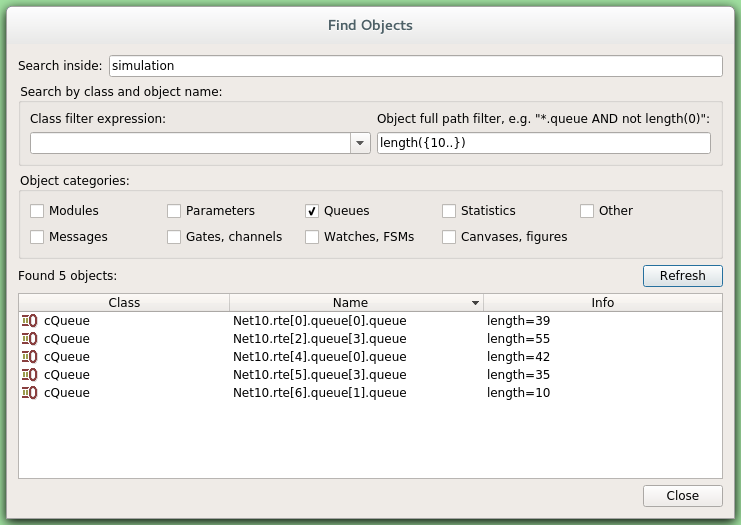 Find Objects
Search inside: simulation
Search by class and object name:
Class filter expression: Object full path filter, e.g. "*.queue AND not length(0)":
length({10..})
Object categories:
Modules Parameters Queues Statistics Other
Messages Gates, channels Watches, FSMs Canvases, figures
Found 5 objects: Refresh
Class Name Info
cQueue Net10.rte[0].queue[0].queue length=39
cQueue Net10.rte[2].queue[3].queue length=55
cQueue Net10.rte[4].queue[0].queue length=42
cQueue Net10.rte[5].queue[3].queue length=35
cQueue Net10.rte[6].queue[1].queue length=10
Close